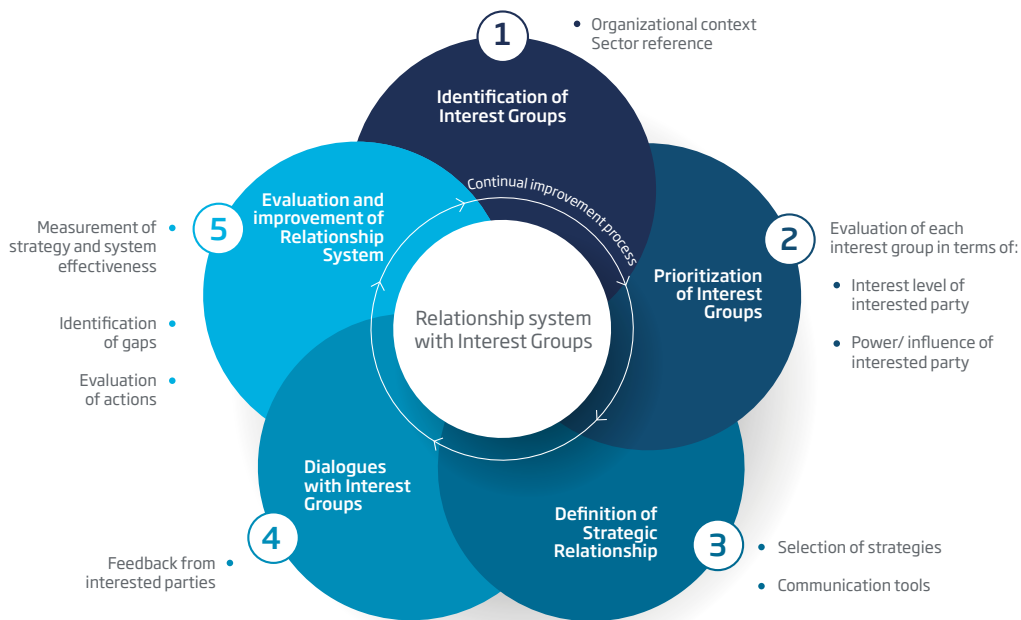 1
• Organizational context
Sector reference
Identification of
Interest Groups
Continual improvement process
2
Evaluation of each
interest group in terms of:
• Interest level of
interested party
• Power/ influence of
interested party
Prioritization
of Interest
Groups
3
Definition of
Strategic
Relationship
• Selection of strategies
• Communication tools
4
Dialogues
with Interest
Groups
Feedback from •
interested parties
5
Evaluation and
improvement of
Relationship
System
Measurement of •
strategy and system
effectiveness
Identification •
of gaps
Evaluation •
of actions
Relationship system
with Interest Groups